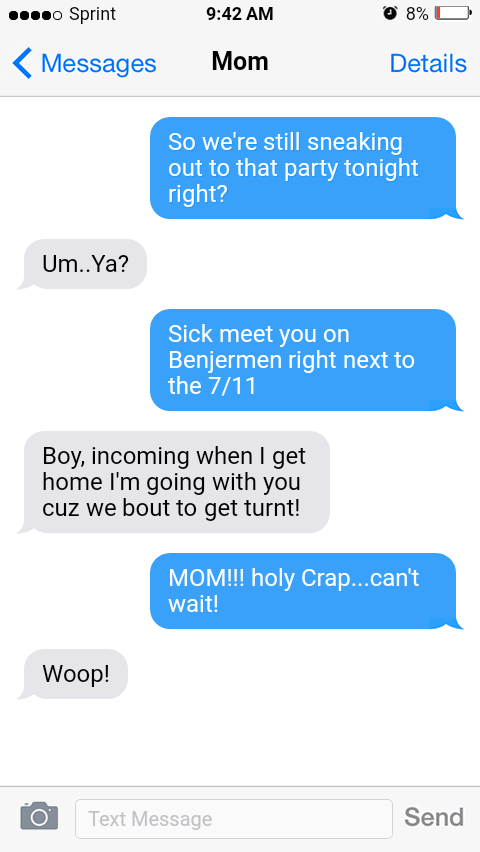 Sprint 9:42 AM 8%
Messages Mom Details
So we're still sneaking
out to that party tonight
right?
Um..Ya?
Sick meet you on
Benjermen right next to
the 7/11
Boy, incoming when I get
home I'm going with you
cuz we bout to get turnt!
MOM!!! holy Crap...can't
wait!
Woop!
Text Message Send